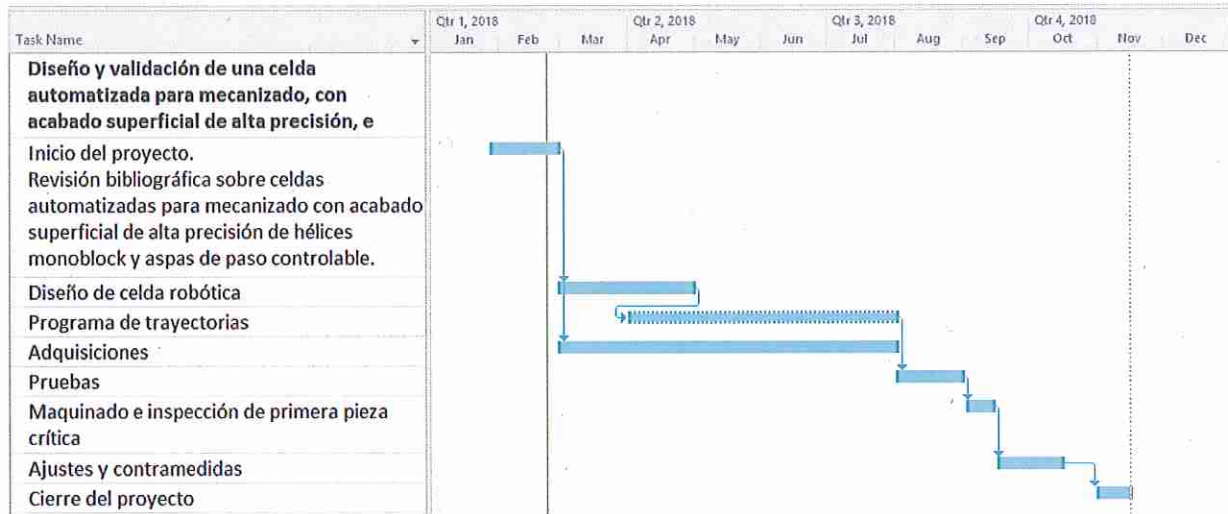 Qtr 1, 2018 Qtr 2, 2018 Qtr 3, 2018 Qtr 4, 2018
Task Name Jan Feb Mar Apr May Jun Jul Aug Sep Oct Nov Dec
Diseño y validación de una celda
automatizada para mecanizado, con
acabado superficial de alta precisión, e
Inicio del proyecto.
Revisión bibliográfica sobre celdas
automatizadas para mecanizado con acabado
superficial de alta precisión de hélices
monoblock y aspas de paso controlable.
Diseño de celda robótica
Programa de trayectorias
Adquisiciones
Pruebas
Maquinado e inspección de primera pieza
crítica
Ajustes y contramedidas
Cierre del proyecto